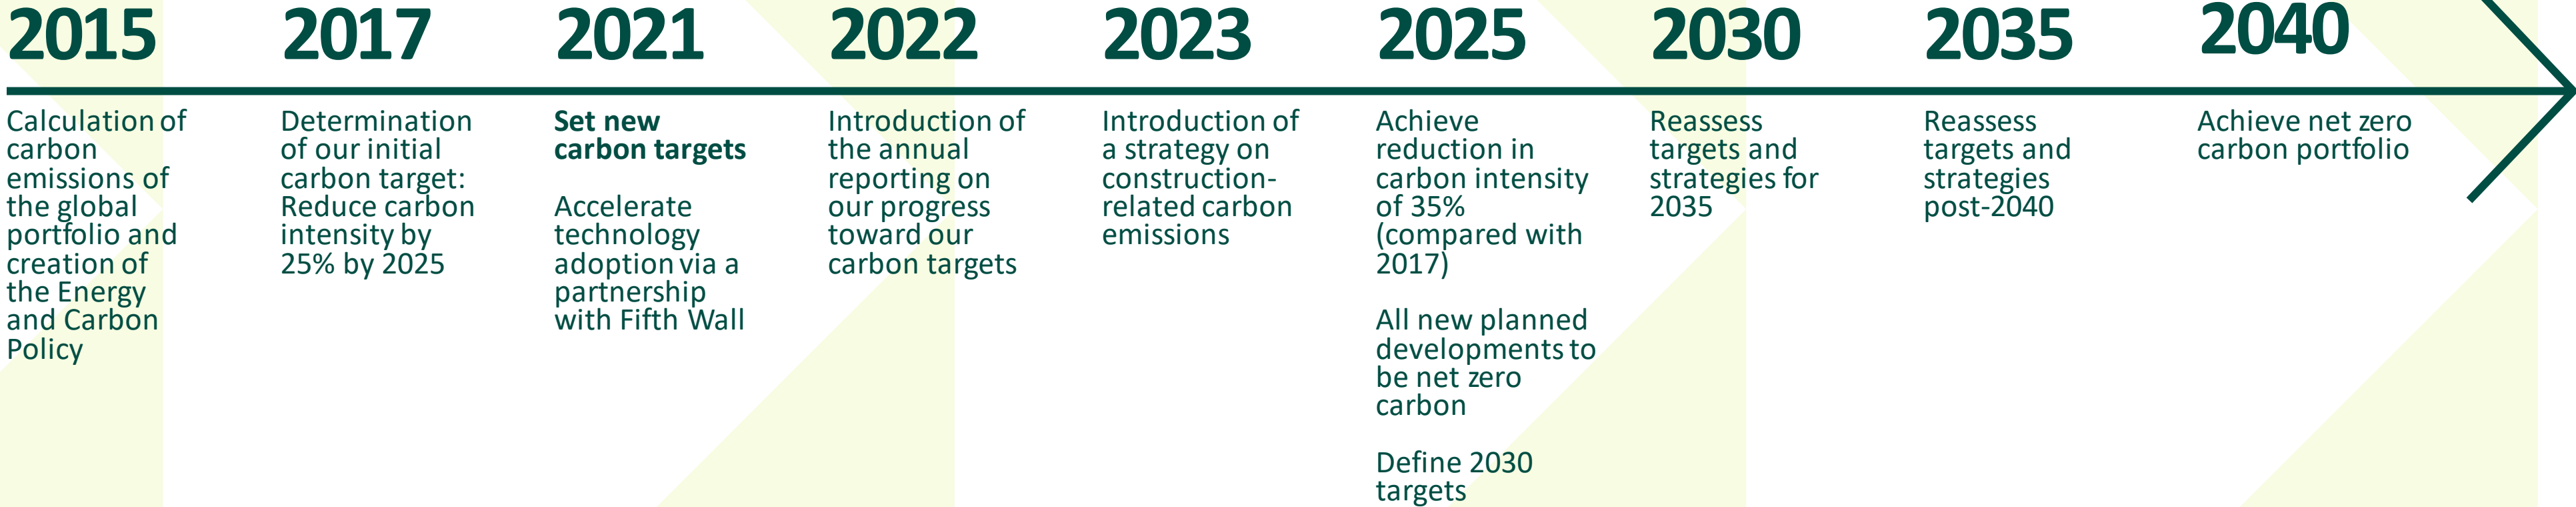 2015
Calculation of
carbon
emissions of
the global
portfolio and
creation of
the Energy
and Carbon
Policy
2017
Determination
of our initial
carbon target:
Reduce carbon
intensity by
25% by 2025
2021
Set new
carbon targets
Accelerate
technology
adoption via a
partnership
with Fifth Wall
2022
Introduction of
the annual
reporting on
our progress
toward our
carbon targets
2023
Introduction of
a strategy on
construction-
related carbon
emissions
2025
Achieve
reduction in
carbon intensity
of 35%
(compared with
2017)
All new planned
developments to
be net zero
carbon
Define 2030
targets
2030
Reassess
targets and
strategies for
2035
2035
Reassess
targets and
strategies
post-2040
2040
Achieve net zero
carbon portfolio